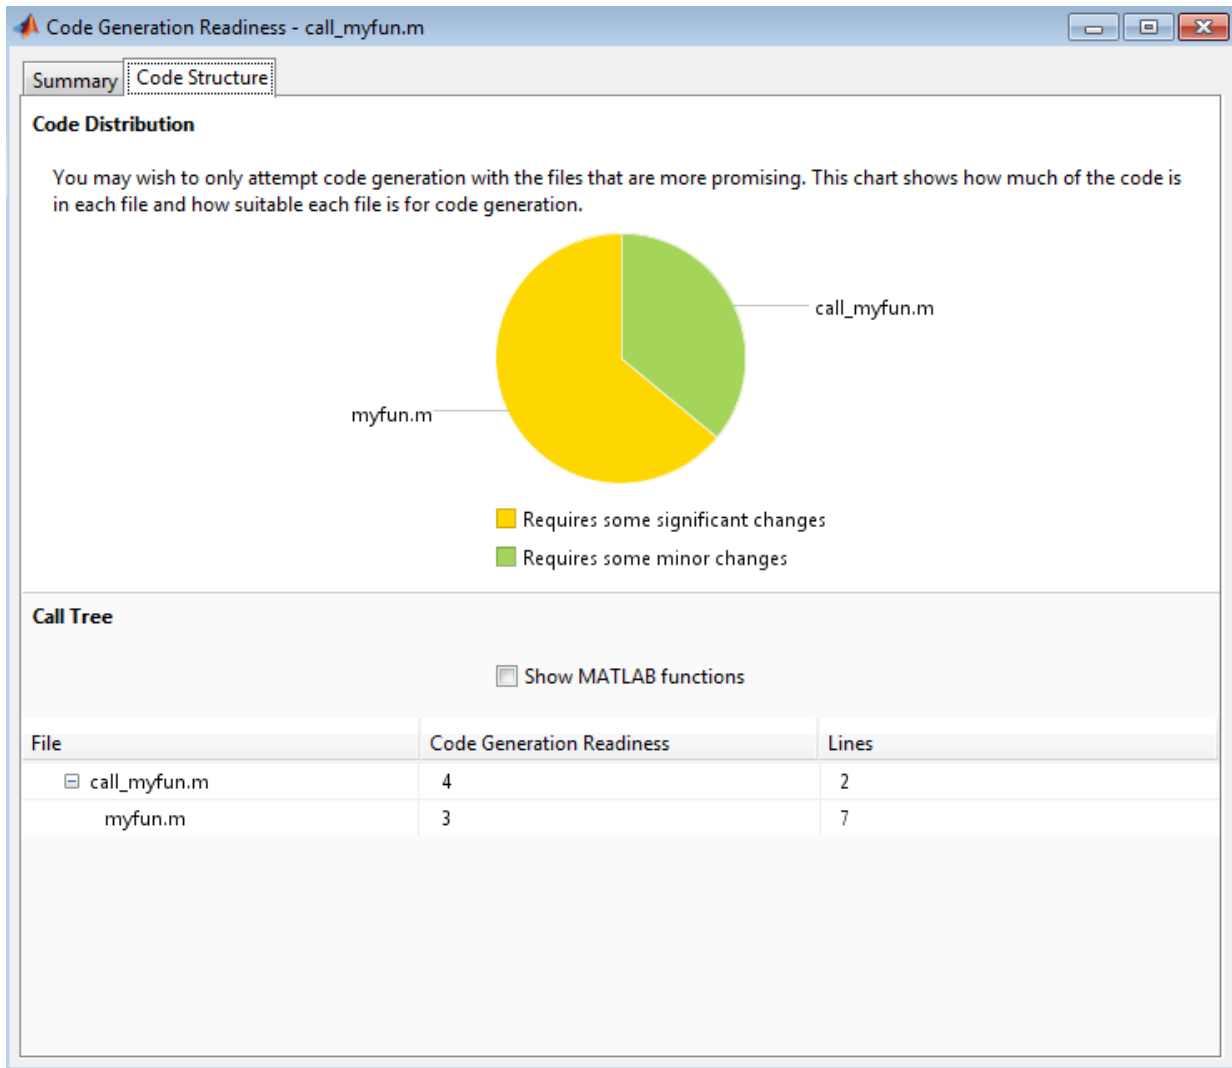 Code Generation Readiness - call_myfun.m
Summary Code Structure
Code Distribution
You may wish to only attempt code generation with the files that are more promising. This chart shows how much of the code is
in each file and how suitable each file is for code generation.
call_myfun.m
myfun.m
Requires some significant changes
Requires some minor changes
Call Tree
Show MATLAB functions
File Code Generation Readiness Lines
call_myfun.m 4 2
myfun.m 3 7